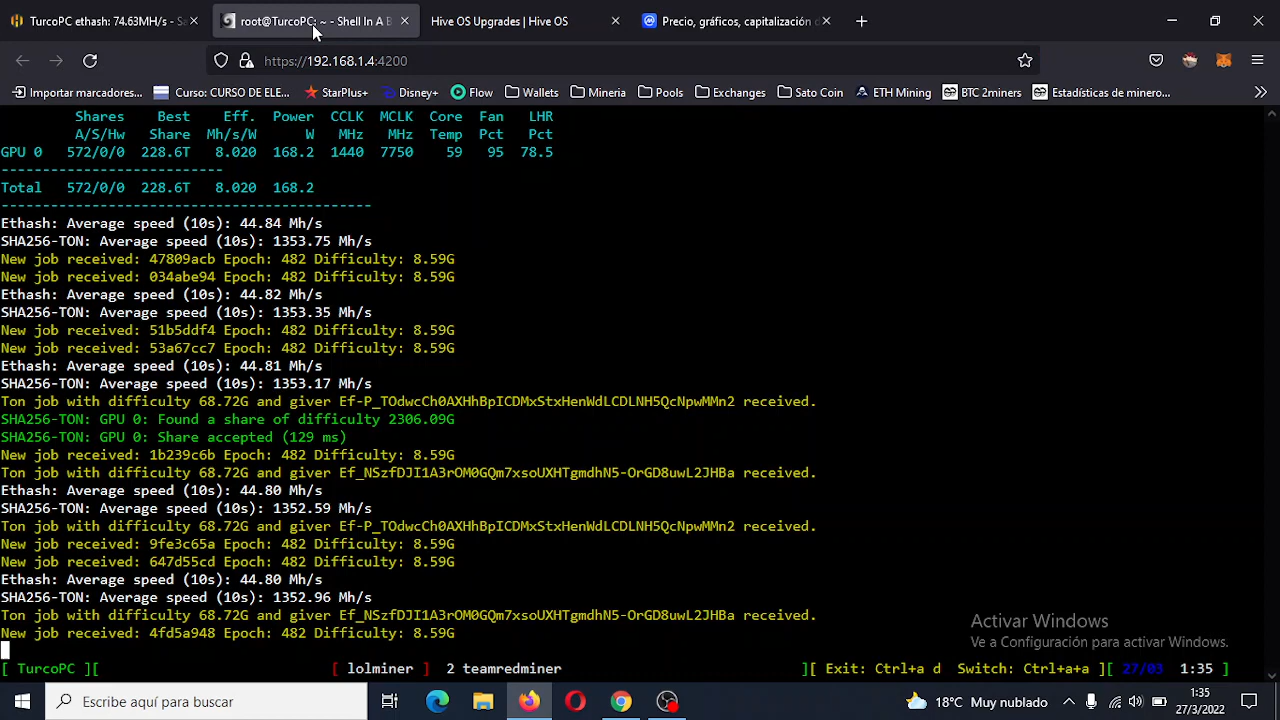 TurcoPC ethash: 74.63MH/s - Sa
root@TurcoPC: ~ - Shell In A B
Hive OS Upgrades | Hive OS
Precio, gráficos, capitalización d
https://192.168.1.4:4200
Importar marcadores...
Curso: CURSO DE ELE...
StarPlus+
Disney+
Flow
Wallets
Mineria
Pools
Exchanges
Sato Coin
ETH Mining
BTC 2miners
Estadísticas de minero...
Shares Best Eff. Power CCLK MCLK Core Fan LHR
A/S/Hw Share Mh/s/W W MHz MHz Temp Pct Pct
GPU 0 572/0/0 228.6T 8.020 168.2 1440 7750 59 95 78.5
---------------------------
Total 572/0/0 228.6T 8.020 168.2
---------------------------------------------
Ethash: Average speed (10s): 44.84 Mh/s
SHA256-TON: Average speed (10s): 1353.75 Mh/s
New job received: 47809acb Epoch: 482 Difficulty: 8.59G
New job received: 034abe94 Epoch: 482 Difficulty: 8.59G
Ethash: Average speed (10s): 44.82 Mh/s
SHA256-TON: Average speed (10s): 1353.35 Mh/s
New job received: 51b5ddf4 Epoch: 482 Difficulty: 8.59G
New job received: 53a67cc7 Epoch: 482 Difficulty: 8.59G
Ethash: Average speed (10s): 44.81 Mh/s
SHA256-TON: Average speed (10s): 1353.17 Mh/s
Ton job with difficulty 68.72G and giver Ef-P_TOdwcCh0AXHhBpICDMxStxHenWdLCDLNH5QcNpwMMn2 received.
SHA256-TON: GPU 0: Found a share of difficulty 2306.09G
SHA256-TON: GPU 0: Share accepted (129 ms)
New job received: 1b239c6b Epoch: 482 Difficulty: 8.59G
Ton job with difficulty 68.72G and giver Ef_NSzfDJI1A3rOM0GQm7xsoUXHTgmdhN5-OrGD8uwL2JHBa received.
Ethash: Average speed (10s): 44.80 Mh/s
SHA256-TON: Average speed (10s): 1352.59 Mh/s
Ton job with difficulty 68.72G and giver Ef-P_TOdwcCh0AXHhBpICDMxStxHenWdLCDLNH5QcNpwMMn2 received.
New job received: 9fe3c65a Epoch: 482 Difficulty: 8.59G
New job received: 647d55cd Epoch: 482 Difficulty: 8.59G
Ethash: Average speed (10s): 44.80 Mh/s
SHA256-TON: Average speed (10s): 1352.96 Mh/s
Ton job with difficulty 68.72G and giver Ef_NSzfDJI1A3rOM0GQm7xsoUXHTgmdhN5-OrGD8uwL2JHBa received.
New job received: 4fd5a948 Epoch: 482 Difficulty: 8.59G
Activar Windows
Ve a Configuración para activar Windows.
[ TurcoPC ][ [ lolminer ] 2 teamredminer ][ Exit: Ctrl+a d Switch: Ctrl+a+a ][ 27/03 1:35 ]
Escribe aquí para buscar
18°C Muy nublado
1:35
27/3/2022